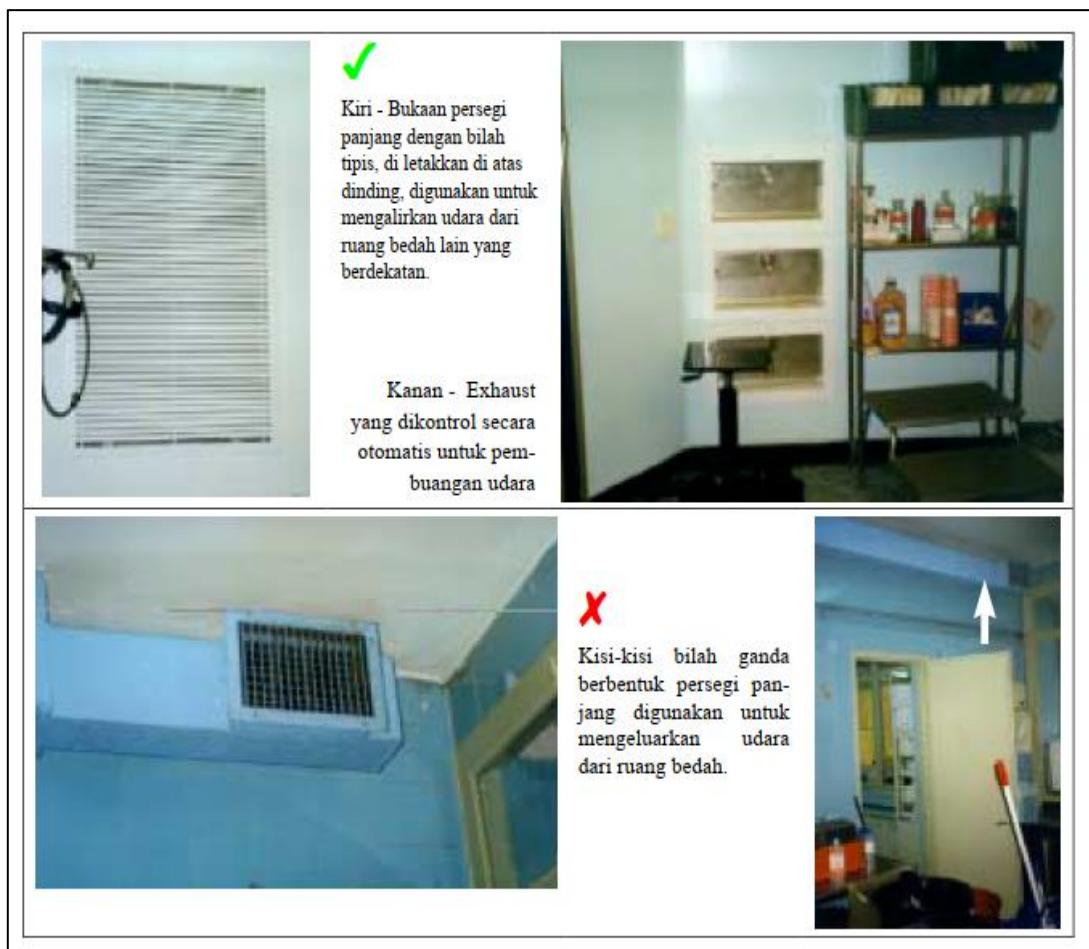 Kiri - Bukaan persegi
panjang dengan bilah
tipis, di letakkan di atas
dinding, digunakan untuk
mengalirkan udara dari
ruang bedah lain yang
berdekatan.
Kanan - Exhaust
yang dikontrol secara
otomatis untuk pem-
buangan udara
Kisi-kisi bilah ganda
berbentuk persegi pan-
jang digunakan untuk
mengeluarkan udara
dari ruang bedah.